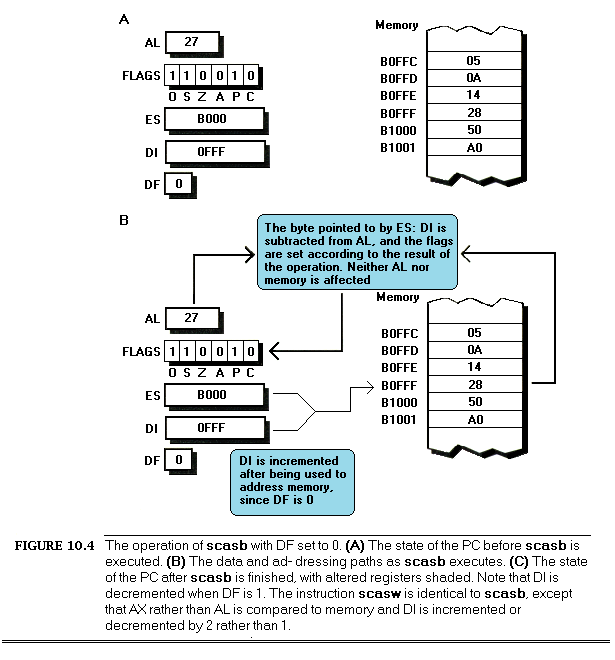 A
AL 27
FLAGS 1 1 0 0 1 0
O S Z A P C
ES B000
DI 0FFF
DF 0
Memory
B0FFC 05
B0FFD 0A
B0FFE 14
B0FFF 28
B1000 50
B1001 A0
B
The byte pointed to by ES: DI is
subtracted from AL, and the flags
are set according to the result of
the operation. Neither AL nor
memory is affected
AL 27
FLAGS 1 1 0 0 1 0
O S Z A P C
ES B000
DI 0FFF
DF 0
Memory
B0FFC 05
B0FFD 0A
B0FFE 14
B0FFF 28
B1000 50
B1001 A0
DI is incremented
after being used to
address memory,
since DF is 0
FIGURE 10.4 The operation of scasb with DF set to 0. (A) The state of the PC before scasb is
executed. (B) The data and ad- dressing paths as scasb executes. (C) The state
of the PC after scasb is finished, with altered registers shaded. Note that DI is
decremented when DF is 1. The instruction scasw is identical to scasb, except
that AX rather than AL is compared to memory and DI is incremented or
decremented by 2 rather than 1.